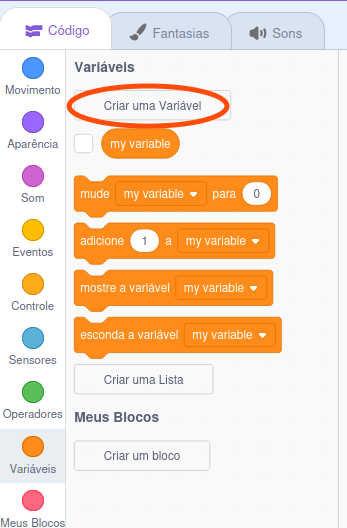 Código
Fantasias
Sons
Movimento
Aparência
Som
Eventos
Controle
Sensores
Operadores
Variáveis
Meus Blocos
Variáveis
Criar uma Variável
my variable
mude my variable para 0
adicione 1 a my variable
mostre a variável my variable
esconda a variável my variable
Criar uma Lista
Meus Blocos
Criar um bloco